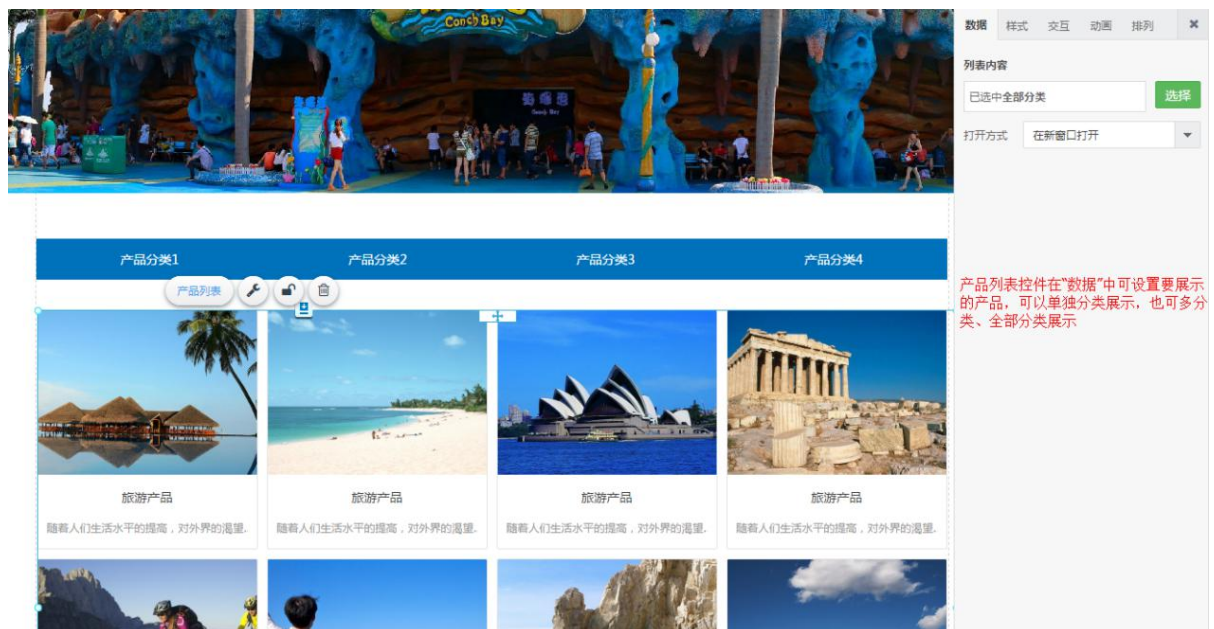 Conch Bay
海螺湾
Conch Bay
数据 样式 交互 动画 排列
列表内容
已选中全部分类 选择
打开方式 在新窗口打开
产品分类1 产品分类2 产品分类3 产品分类4
产品列表
产品列表控件在“数据”中可设置要展示
的产品，可以单独分类展示，也可多分
类、全部分类展示
旅游产品 旅游产品 旅游产品 旅游产品
随着人们生活水平的提高，对外界的渴望. 随着人们生活水平的提高，对外界的渴望. 随着人们生活水平的提高，对外界的渴望. 随着人们生活水平的提高，对外界的渴望.